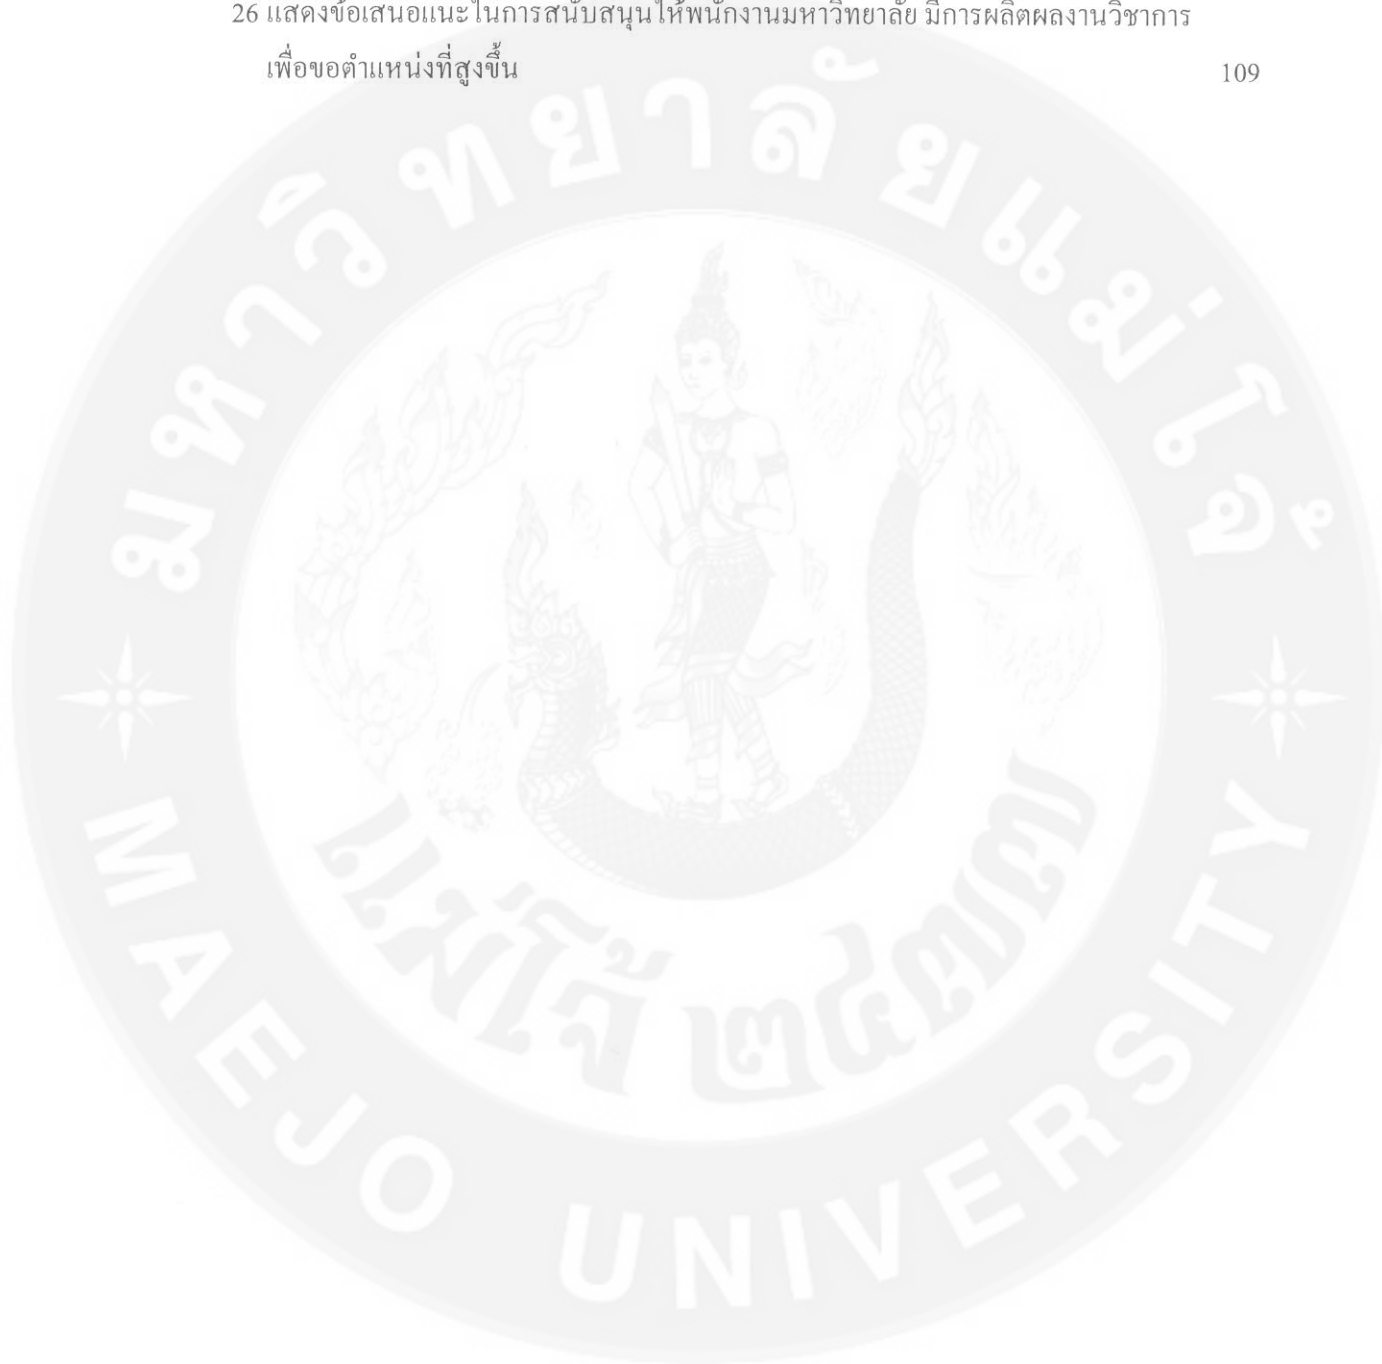 26 แสดงข้อเสนอแนะในการสนับสนุนให้พนักงานมหาวิทยาลัย มีการผลิตผลงานวิชาการ
เพื่อขอตำแหน่งที่สูงขึ้น 109
มหาวิทยาลัยแม่โจ้
แม่โจ้ ๒๔๗๗
MAEJO UNIVERSITY